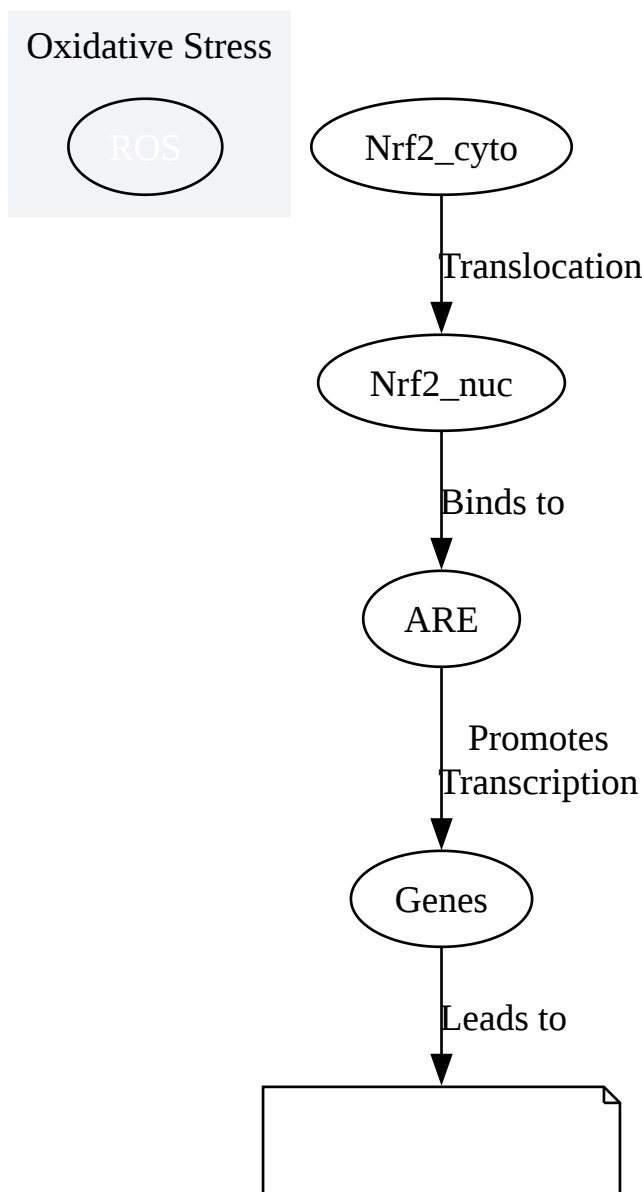 Oxidative Stress
ROS
Nrf2_cyto
Translocation
Nrf2_nuc
Binds to
ARE
Promotes
Transcription
Genes
Leads to